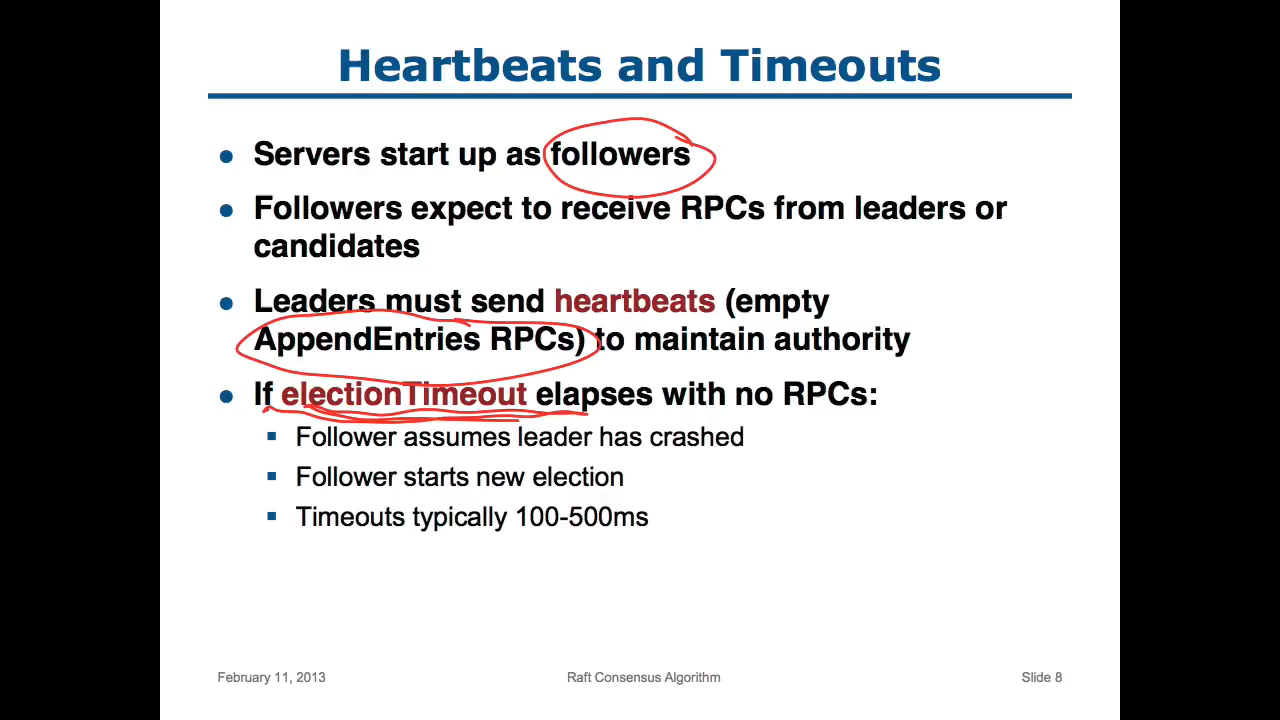 Heartbeats and Timeouts
● Servers start up as followers
● Followers expect to receive RPCs from leaders or
candidates
● Leaders must send heartbeats (empty
AppendEntries RPCs) to maintain authority
● If electionTimeout elapses with no RPCs:
▪ Follower assumes leader has crashed
▪ Follower starts new election
▪ Timeouts typically 100-500ms
February 11, 2013 Raft Consensus Algorithm Slide 8